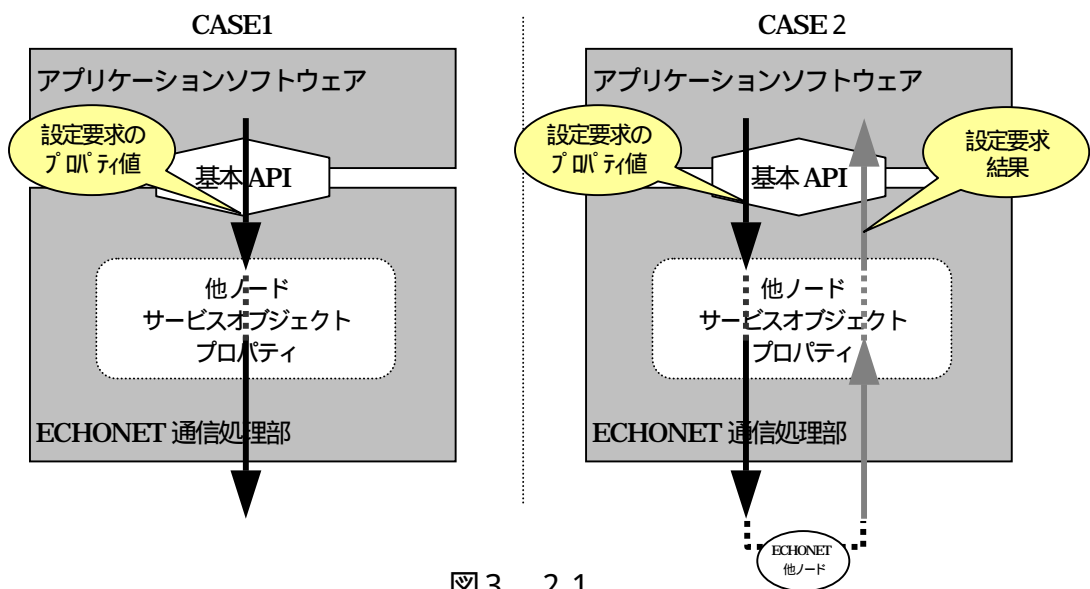 CASE1
アプリケーションソフトウェア
設定要求の
プロパティ値
基本API
他ノード
サービスオブジェクト
プロパティ
ECHONET 通信処理部
CASE 2
アプリケーションソフトウェア
設定要求の
プロパティ値
基本API
設定要求
結果
他ノード
サービスオブジェクト
プロパティ
ECHONET 通信処理部
ECHONET
他ノード
図3 2.1